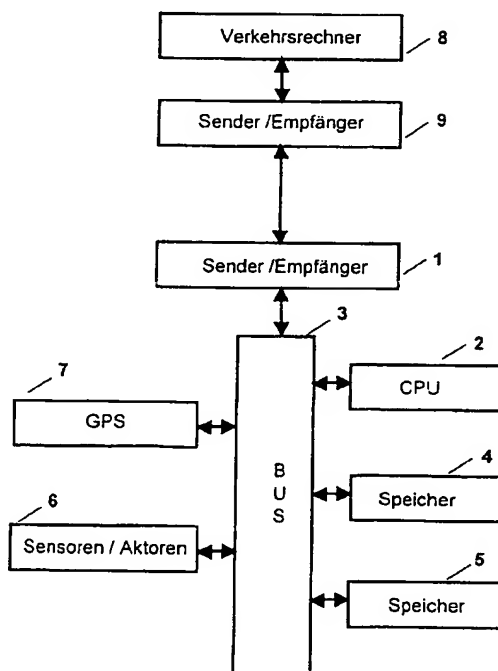 Verkehrsrechner
8
Sender /Empfänger
9
Sender /Empfänger
1
3
2
7
CPU
GPS
BUS
4
6
Speicher
Sensoren / Aktoren
5
Speicher